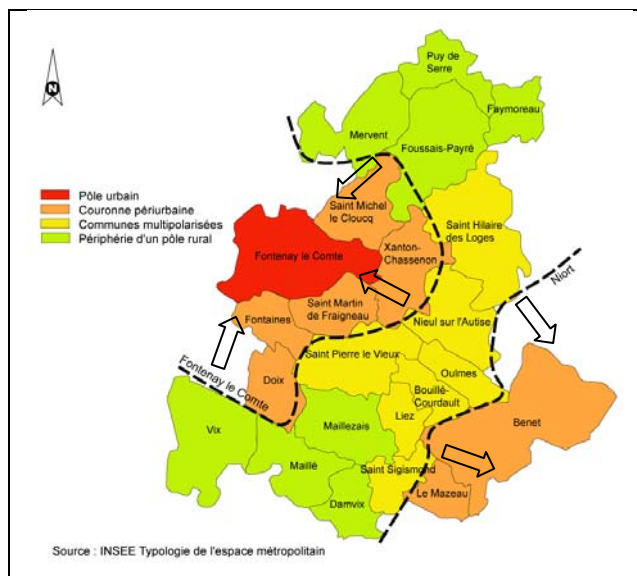 N
Puy de
Serre
Faymoreau
Mervent
Foussais-Payré
Pôle urbain
Couronne périurbaine
Communes multipolarisées
Périphérie d'un pôle rural
Saint Michel
le Cloucq
Saint Hilaire
des Loges
Xanton-
Chassenon
Fontenay le Comte
Niort
Saint Martin
de Fraigneau
Fontaines
Nieul sur l'Autise
Saint Pierre le Vieux
Oulmes
Fontenay le Comte
Doix
Bouillé-
Courdault
Benet
Liez
Vix
Maillezais
Maillé
Saint Sigismond
Le Mazeau
Damvix
Source : INSEE Typologie de l'espace métropolitain